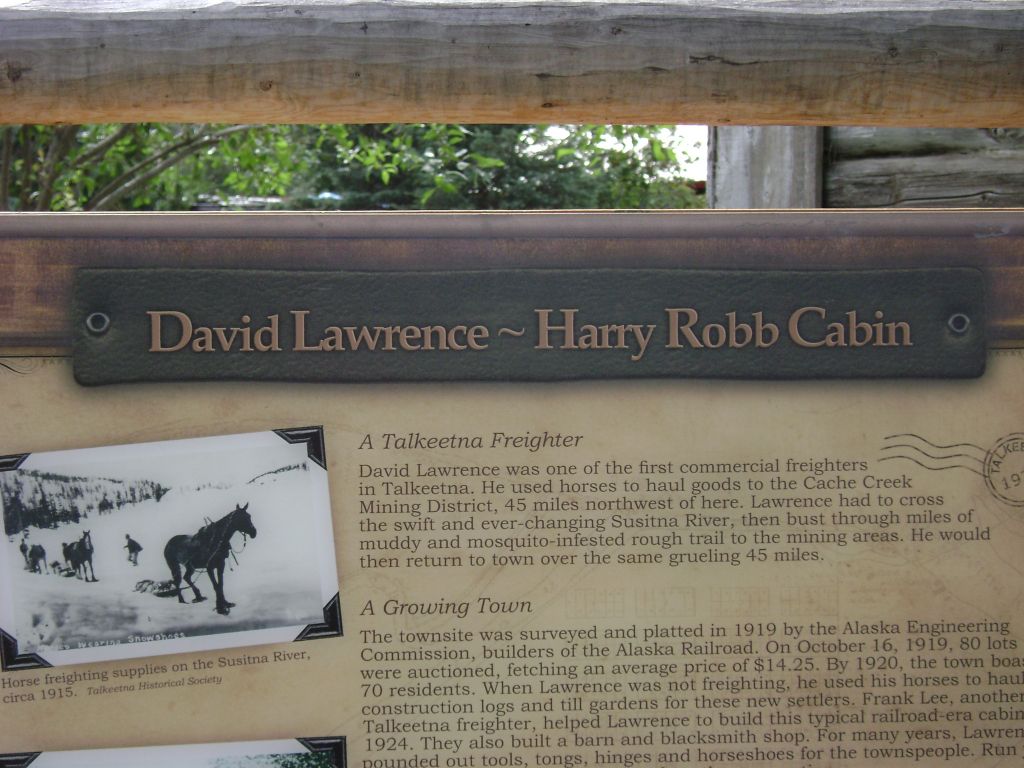 David Lawrence ~ Harry Robb Cabin
A Talkeetna Freighter
David Lawrence was one of the first commercial freighters
in Talkeetna. He used horses to haul goods to the Cache Creek
Mining District, 45 miles northwest of here. Lawrence had to cross
the swift and ever-changing Susitna River, then bust through miles of
muddy and mosquito-infested rough trail to the mining areas. He would
then return to town over the same grueling 45 miles.
A Growing Town
The townsite was surveyed and platted in 1919 by the Alaska Engineering
Commission, builders of the Alaska Railroad. On October 16, 1919, 80 lots
were auctioned, fetching an average price of $14.25. By 1920, the town boas
70 residents. When Lawrence was not freighting, he used his horses to haul
construction logs and till gardens for these new settlers. Frank Lee, another
Talkeetna freighter, helped Lawrence to build this typical railroad-era cabin
1924. They also built a barn and blacksmith shop. For many years, Lawren
pounded out tools, tongs, hinges and horseshoes for the townspeople. Run
Wearing Snowshoes
Horse freighting supplies on the Susitna River,
circa 1915. Talkeetna Historical Society
TALKEE
19